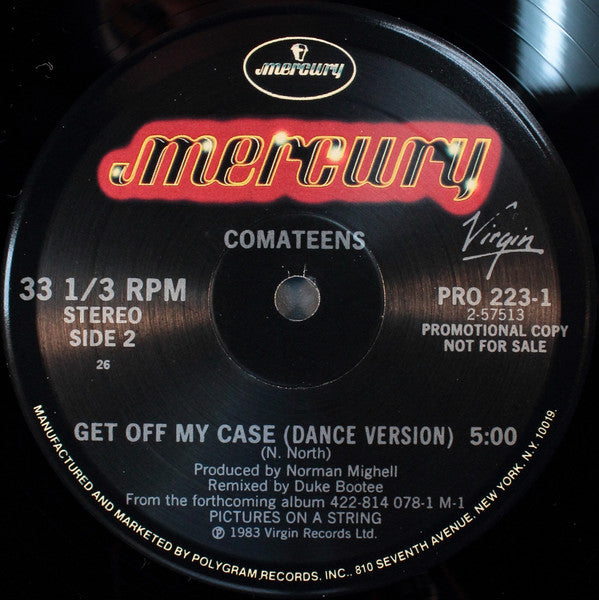 mercury
mercury
Virgin
COMATEENS
33 1/3 RPM
STEREO
SIDE 2
26
PRO 223-1
2-57513
PROMOTIONAL COPY
NOT FOR SALE
GET OFF MY CASE (DANCE VERSION) 5:00
(N. North)
Produced by Norman Mighell
Remixed by Duke Bootee
From the forthcoming album 422-814 078-1 M-1
PICTURES ON A STRING
℗ 1983 Virgin Records Ltd.
MANUFACTURED AND MARKETED BY POLYGRAM RECORDS, INC., 810 SEVENTH AVENUE, NEW YORK, N.Y. 10019.